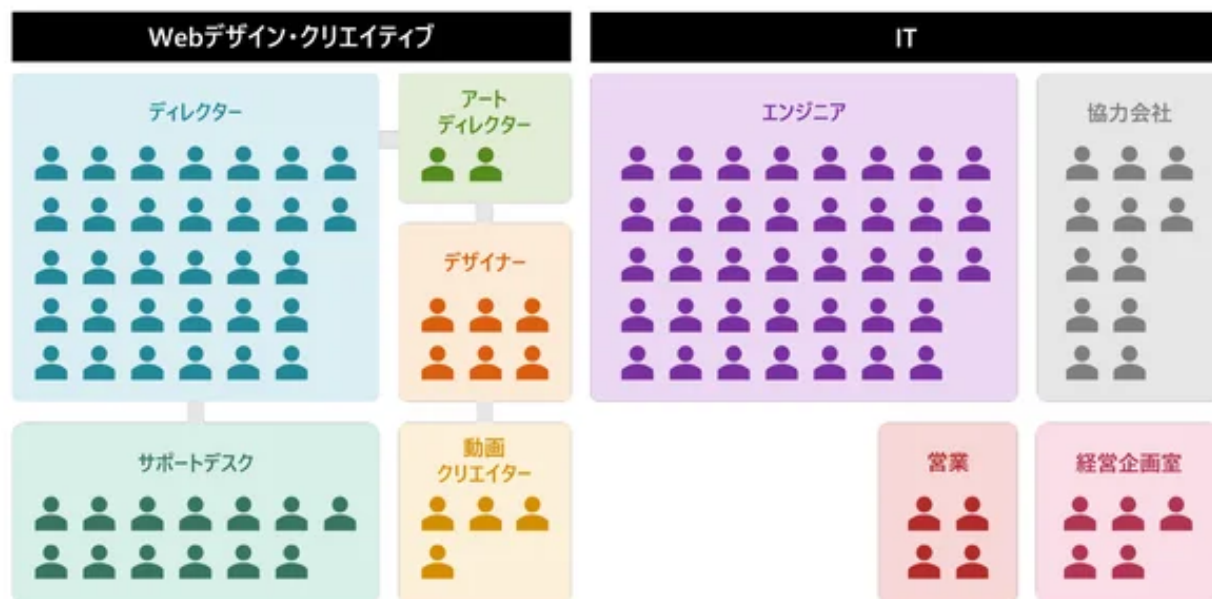 Webデザイン・クリエイティブ
IT
ディレクター
アート
ディレクター
エンジニア
協力会社
デザイナー
サポートデスク
動画
クリエイター
営業
経営企画室